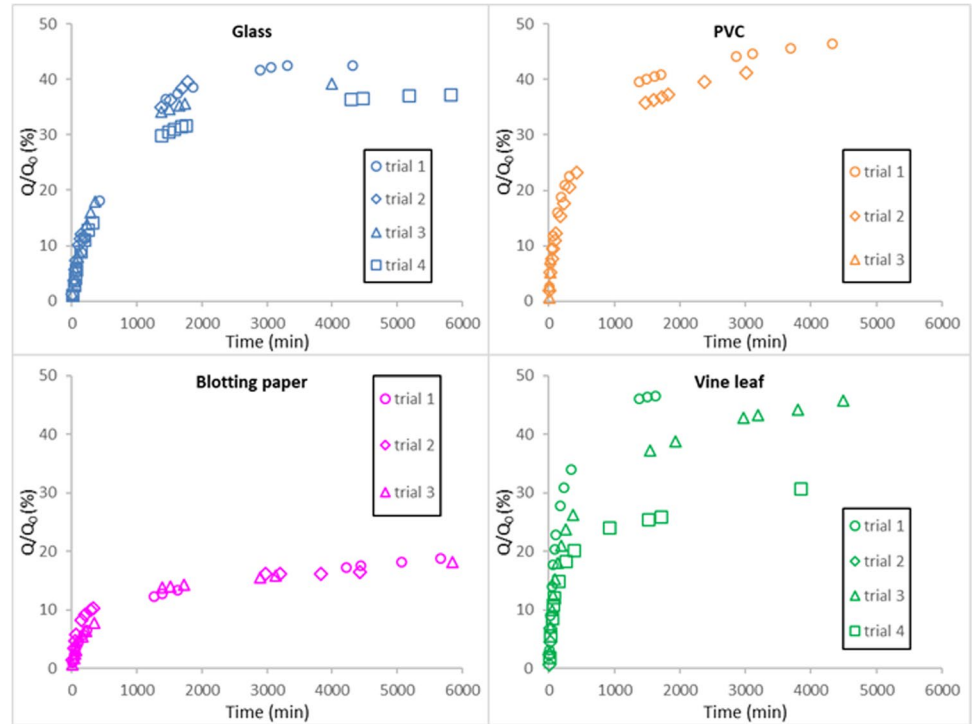 Glass
Q/Q₀ (%)
50
40
30
20
10
0
trial 1
trial 2
trial 3
trial 4
0 1000 2000 3000 4000 5000 6000
Time (min)
PVC
Q/Q₀ (%)
50
40
30
20
10
0
trial 1
trial 2
trial 3
0 1000 2000 3000 4000 5000 6000
Time (min)
Blotting paper
Q/Q₀ (%)
50
40
30
20
10
0
trial 1
trial 2
trial 3
0 1000 2000 3000 4000 5000 6000
Time (min)
Vine leaf
Q/Q₀ (%)
50
40
30
20
10
0
trial 1
trial 2
trial 3
trial 4
0 1000 2000 3000 4000 5000 6000
Time (min)